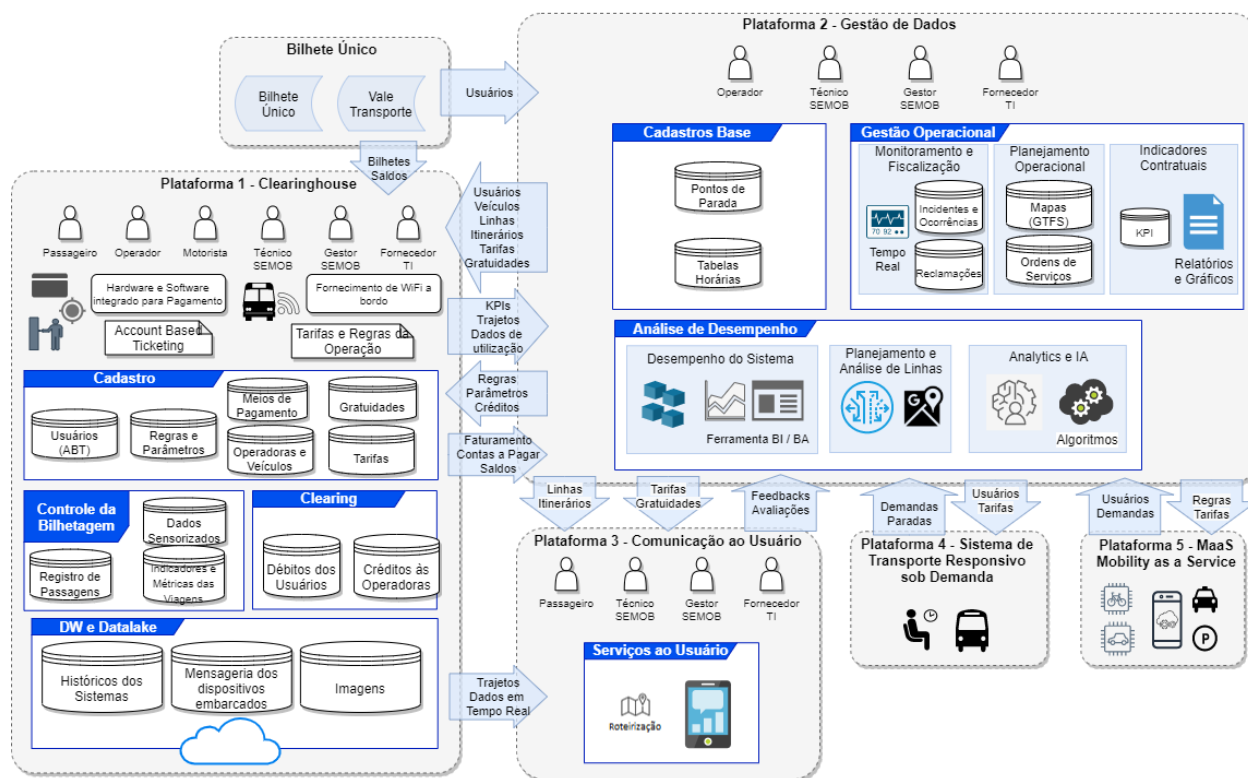 Bilhete Único
Bilhete
Único
Vale
Transporte
Usuários
Bilhetes
Saldos
Plataforma 1 - Clearinghouse
Passageiro
Operador
Motorista
Técnico
SEMOB
Gestor
SEMOB
Fornecedor
TI
Hardware e Software
integrado para Pagamento
Fornecimento de WiFi a
bordo
Account Based
Ticketing
Tarifas e Regras da
Operação
Cadastro
Usuários
(ABT)
Regras e
Parâmetros
Meios de
Pagamento
Gratuidades
Operadoras e
Veículos
Tarifas
Controle da
Bilhetagem
Dados
Sensorizados
Registro de
Passagens
Indicadores e
Métricas das
Viagens
Clearing
Débitos dos
Usuários
Créditos às
Operadoras
DW e Datalake
Históricos dos
Sistemas
Mensageria dos
dispositivos
embarcados
Imagens
Usuários
Veículos
Linhas
Itinerários
Tarifas
Gratuidades
KPIs
Trajetos
Dados de
utilização
Regras
Parâmetros
Créditos
Faturamento
Contas a Pagar
Saldos
Trajetos
Dados em
Tempo Real
Plataforma 2 - Gestão de Dados
Operador
Técnico
SEMOB
Gestor
SEMOB
Fornecedor
TI
Cadastros Base
Pontos de
Parada
Tabelas
Horárias
Gestão Operacional
Monitoramento e
Fiscalização
70 92
Tempo
Real
Incidentes e
Ocorrências
Reclamações
Planejamento
Operacional
Mapas
(GTFS)
Ordens de
Serviços
Indicadores
Contratuais
KPI
Relatórios
e Gráficos
Análise de Desempenho
Desempenho do Sistema
Ferramenta BI / BA
Planejamento e
Análise de Linhas
G
Analytics e IA
Algoritmos
Linhas
Itinerários
Tarifas
Gratuidades
Feedbacks
Avaliações
Demandas
Paradas
Usuários
Tarifas
Usuários
Demandas
Regras
Tarifas
Plataforma 3 - Comunicação ao Usuário
Passageiro
Técnico
SEMOB
Gestor
SEMOB
Fornecedor
TI
Serviços ao Usuário
Roteirização
Plataforma 4 - Sistema de
Transporte Responsivo
sob Demanda
Plataforma 5 - MaaS
Mobility as a Service
P